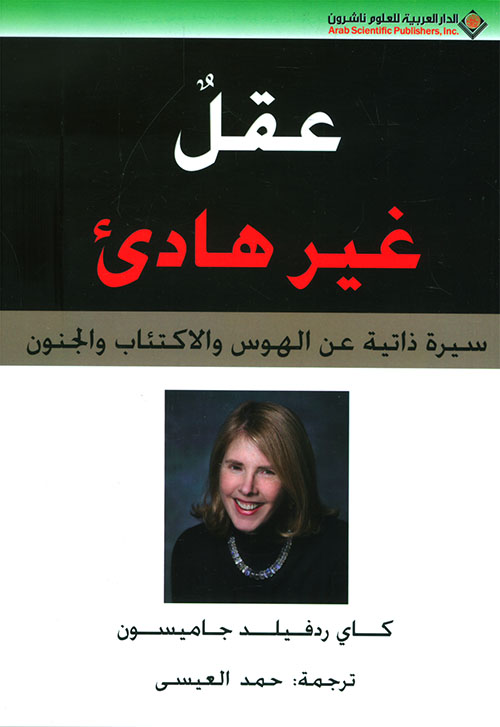 الدار العربية للعلوم ناشرون
Arab Scientific Publishers, Inc.
عقلٌ
غير هادئ
سيرة ذاتية عن الهوس والاكتئاب والجنون
كاي ردفيلد جاميسون
ترجمة: حمد العيسى